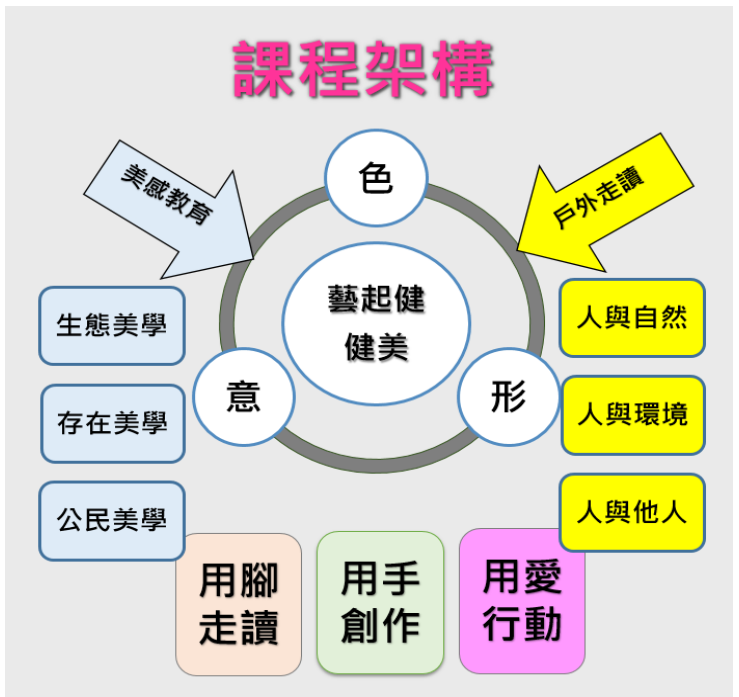 課程架構
美感教育
戶外走讀
色
藝起健
健美
意
形
生態美學
存在美學
公民美學
人與自然
人與環境
人與他人
用腳
走讀
用手
創作
用愛
行動